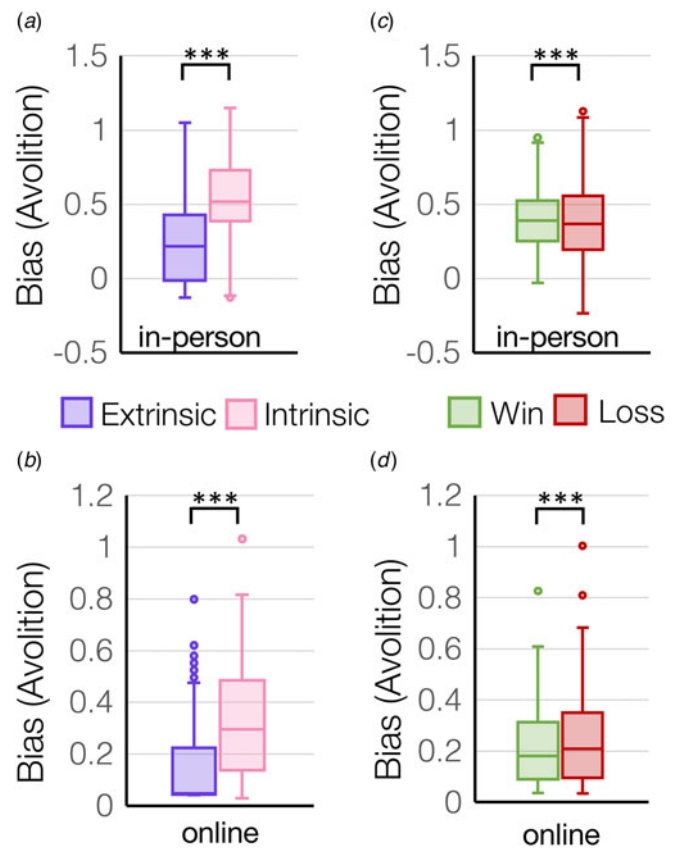 (a)
***
1.5
1
0.5
0
-0.5
Bias (Avolition)
in-person
(c)
***
1.5
1
0.5
0
-0.5
Bias (Avolition)
in-person
Extrinsic Intrinsic
Win Loss
(b)
***
1.2
1
0.8
0.6
0.4
0.2
0
Bias (Avolition)
online
(d)
***
1.2
1
0.8
0.6
0.4
0.2
0
Bias (Avolition)
online